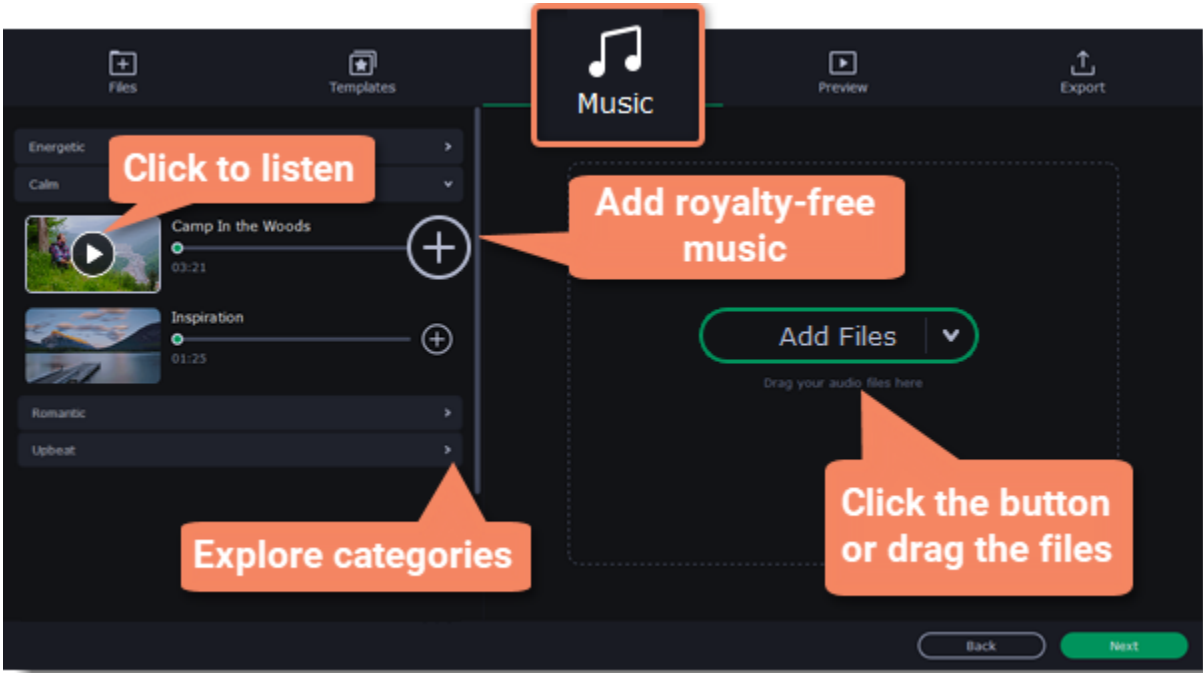 Files
Templates
Music
Preview
Export
Energetic
Click to listen
Calm
Camp In the Woods
03:21
Inspiration
01:25
Romantic
Upbeat
Explore categories
Add royalty-free
music
Add Files
Drag your audio files here
Click the button
or drag the files
Back
Next